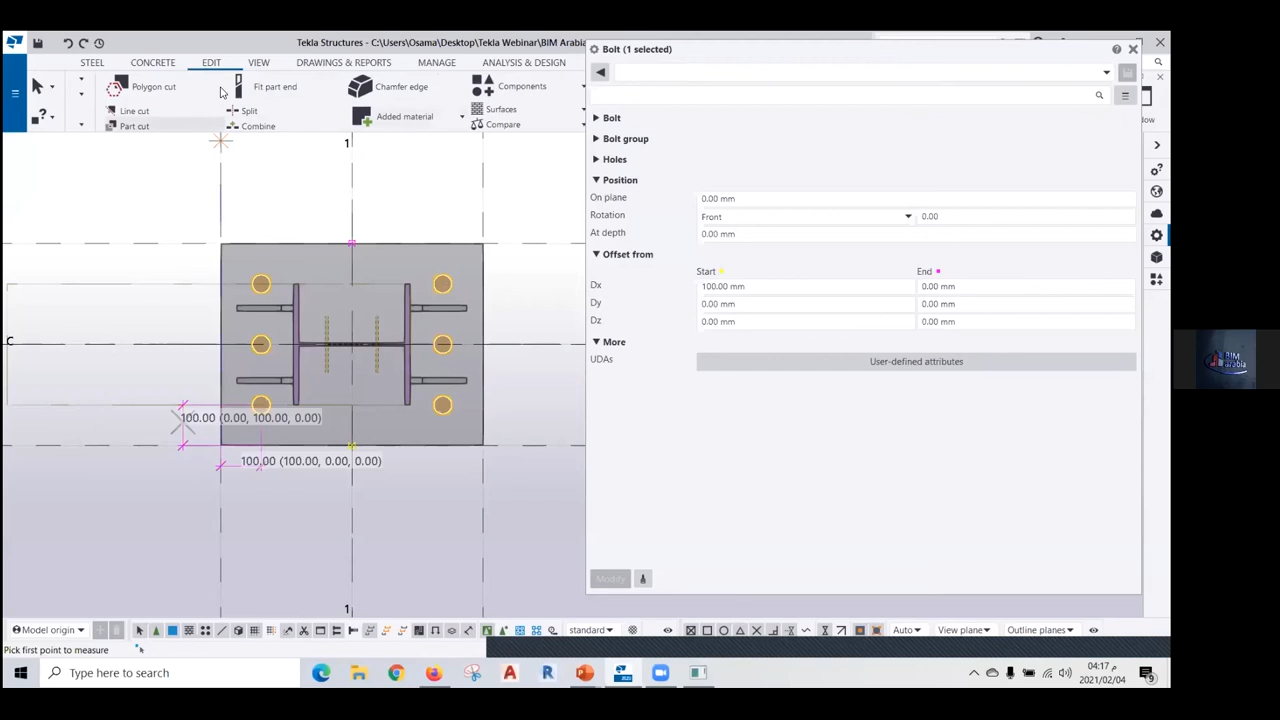 Tekla Structures - C:\Users\Osama\Desktop\Tekla Webinar\BIM Arabia
STEEL CONCRETE EDIT VIEW DRAWINGS & REPORTS MANAGE ANALYSIS & DESIGN
Polygon cut
Fit part end
Chamfer edge
Components
Line cut
Split
Added material
Surfaces
Part cut
Combine
Compare
low
Bolt (1 selected)
Bolt
Bolt group
Holes
Position
On plane 0.00 mm
Rotation Front 0.00
At depth 0.00 mm
Offset from
Start End
Dx 100.00 mm 0.00 mm
Dy 0.00 mm 0.00 mm
Dz 0.00 mm 0.00 mm
More
UDAs User-defined attributes
Modify
1
C
100.00 (0.00, 100.00, 0.00)
100.00 (100.00, 0.00, 0.00)
1
BIM
arabia
Model origin
standard
Auto
View plane
Outline planes
Pick first point to measure
Type here to search
2021
04:17 م
2021/02/04
9